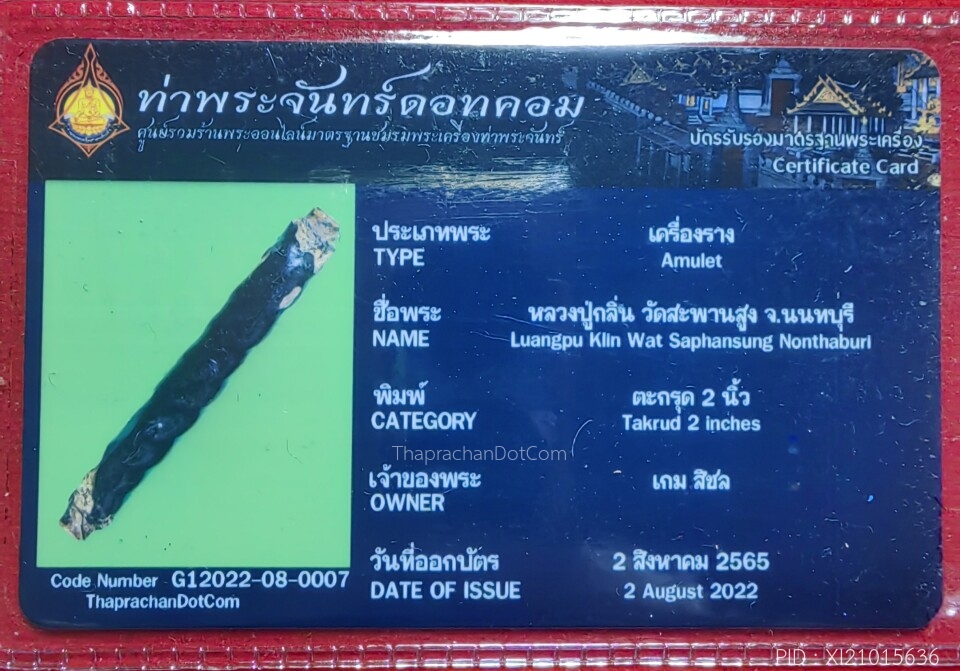 ท่าพระจันทร์ดอทคอม
ศูนย์รวมร้านพระออนไลน์มาตรฐานชมรมพระเครื่องท่าพระจันทร์
บัตรรับรองมาตรฐานพระเครื่อง
Certificate Card
ประเภทพระ เครื่องราง
TYPE Amulet
ชื่อพระ หลวงปู่กลิ่น วัดสะพานสูง จ.นนทบุรี
NAME Luangpu Klin Wat Saphansung Nonthaburi
พิมพ์ ตะกรุด 2 นิ้ว
CATEGORY Takrud 2 inches
ThaprachanDotCom
เจ้าของพระ เกม สิชล
OWNER
วันที่ออกบัตร 2 สิงหาคม 2565
DATE OF ISSUE 2 August 2022
Code Number G12022-08-0007
ThaprachanDotCom
PID : XI21015636